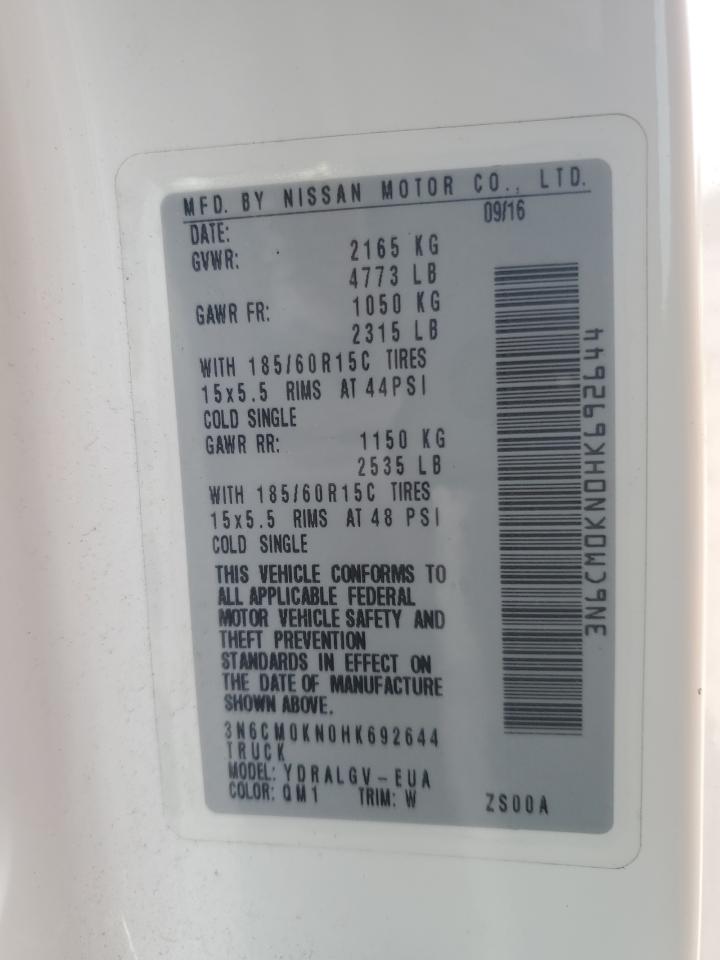 MFD. BY NISSAN MOTOR CO., LTD.
DATE: 09/16
GVWR: 2165 KG
4773 LB
GAWR FR: 1050 KG
2315 LB
WITH 185/60R15C TIRES
15x5.5 RIMS AT 44PSI
COLD SINGLE
GAWR RR: 1150 KG
2535 LB
WITH 185/60R15C TIRES
15x5.5 RIMS AT 48 PSI
COLD SINGLE
THIS VEHICLE CONFORMS TO
ALL APPLICABLE FEDERAL
MOTOR VEHICLE SAFETY AND
THEFT PREVENTION
STANDARDS IN EFFECT ON
THE DATE OF MANUFACTURE
SHOWN ABOVE.
3N6CM0KN0HK692644
TRUCK
MODEL: YDRALGV-EUA
COLOR: QM1 TRIM: W ZS00A
3N6CM0KN0HK692644